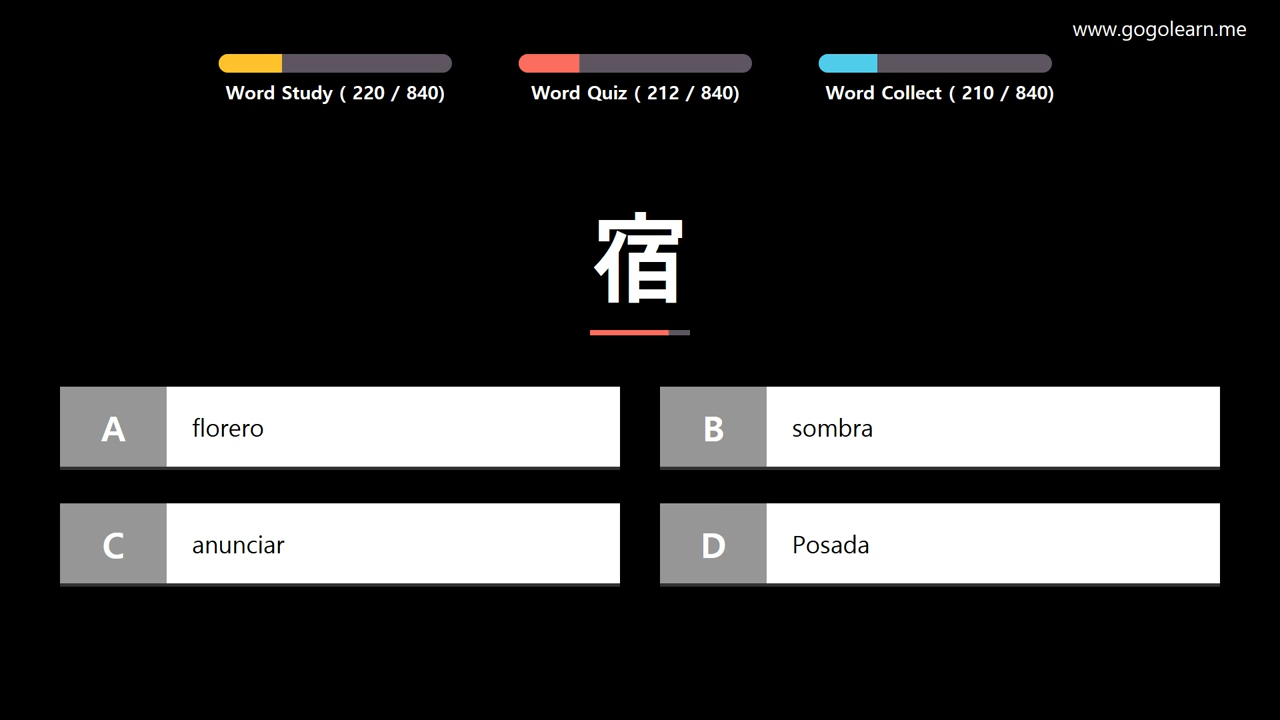 www.gogolearn.me
Word Study ( 220 / 840)
Word Quiz ( 212 / 840)
Word Collect ( 210 / 840)
宿
A florero
B sombra
C anunciar
D Posada